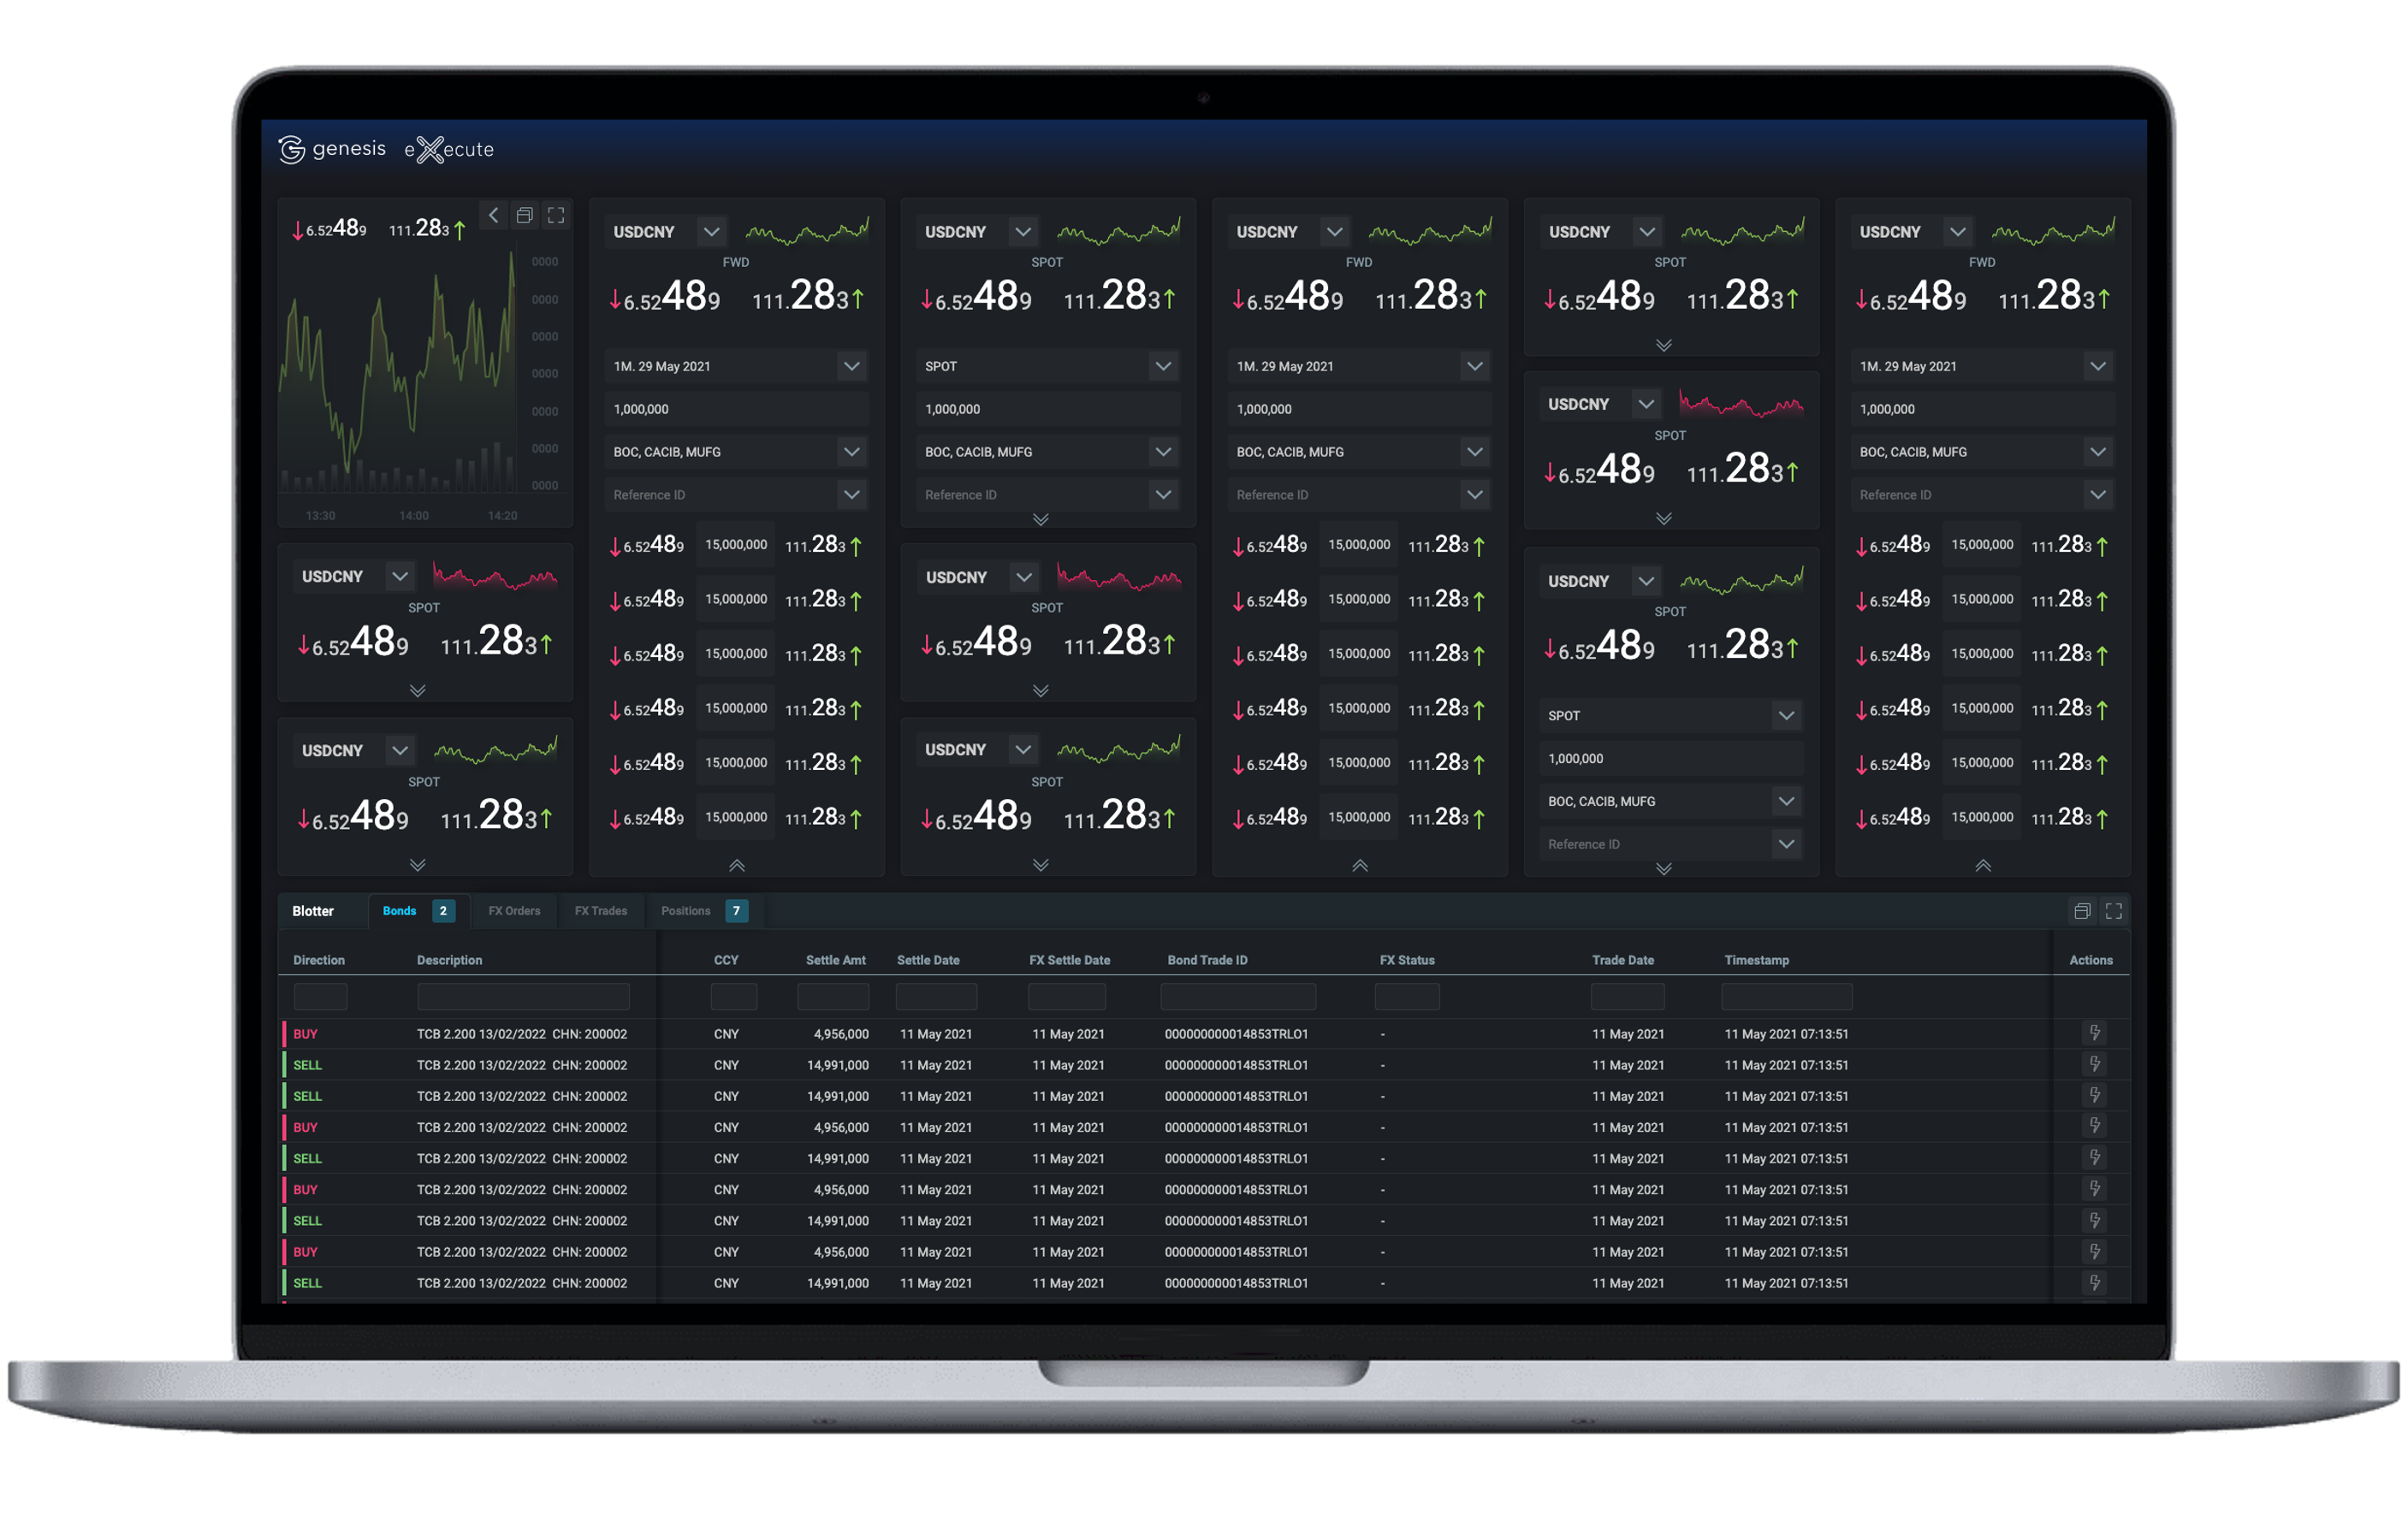 genesis eXecute
6.52489 111.283
0000
0000
0000
0000
0000
0000
0000
13:30 14:00 14:20
USDCNY
SPOT
6.52489 111.283
USDCNY
SPOT
6.52489 111.283
USDCNY
FWD
6.52489 111.283
1M. 29 May 2021
1,000,000
BOC, CACIB, MUFG
Reference ID
6.52489 15,000,000 111.283
6.52489 15,000,000 111.283
6.52489 15,000,000 111.283
6.52489 15,000,000 111.283
6.52489 15,000,000 111.283
6.52489 15,000,000 111.283
USDCNY
SPOT
6.52489 111.283
SPOT
1,000,000
BOC, CACIB, MUFG
Reference ID
USDCNY
SPOT
6.52489 111.283
USDCNY
SPOT
6.52489 111.283
USDCNY
FWD
6.52489 111.283
1M. 29 May 2021
1,000,000
BOC, CACIB, MUFG
Reference ID
6.52489 15,000,000 111.283
6.52489 15,000,000 111.283
6.52489 15,000,000 111.283
6.52489 15,000,000 111.283
6.52489 15,000,000 111.283
6.52489 15,000,000 111.283
USDCNY
SPOT
6.52489 111.283
USDCNY
SPOT
6.52489 111.283
USDCNY
SPOT
6.52489 111.283
SPOT
1,000,000
BOC, CACIB, MUFG
Reference ID
USDCNY
FWD
6.52489 111.283
1M. 29 May 2021
1,000,000
BOC, CACIB, MUFG
Reference ID
6.52489 15,000,000 111.283
6.52489 15,000,000 111.283
6.52489 15,000,000 111.283
6.52489 15,000,000 111.283
6.52489 15,000,000 111.283
6.52489 15,000,000 111.283
Blotter Bonds 2 FX Orders FX Trades Positions 7
Direction Description CCY Settle Amt Settle Date FX Settle Date Bond Trade ID FX Status Trade Date Timestamp Actions
BUY TCB 2.200 13/02/2022 CHN: 200002 CNY 4,956,000 11 May 2021 11 May 2021 000000000014853TRLO1 - 11 May 2021 11 May 2021 07:13:51
SELL TCB 2.200 13/02/2022 CHN: 200002 CNY 14,991,000 11 May 2021 11 May 2021 000000000014853TRLO1 - 11 May 2021 11 May 2021 07:13:51
SELL TCB 2.200 13/02/2022 CHN: 200002 CNY 14,991,000 11 May 2021 11 May 2021 000000000014853TRLO1 - 11 May 2021 11 May 2021 07:13:51
BUY TCB 2.200 13/02/2022 CHN: 200002 CNY 4,956,000 11 May 2021 11 May 2021 000000000014853TRLO1 - 11 May 2021 11 May 2021 07:13:51
SELL TCB 2.200 13/02/2022 CHN: 200002 CNY 14,991,000 11 May 2021 11 May 2021 000000000014853TRLO1 - 11 May 2021 11 May 2021 07:13:51
BUY TCB 2.200 13/02/2022 CHN: 200002 CNY 4,956,000 11 May 2021 11 May 2021 000000000014853TRLO1 - 11 May 2021 11 May 2021 07:13:51
SELL TCB 2.200 13/02/2022 CHN: 200002 CNY 14,991,000 11 May 2021 11 May 2021 000000000014853TRLO1 - 11 May 2021 11 May 2021 07:13:51
BUY TCB 2.200 13/02/2022 CHN: 200002 CNY 4,956,000 11 May 2021 11 May 2021 000000000014853TRLO1 - 11 May 2021 11 May 2021 07:13:51
SELL TCB 2.200 13/02/2022 CHN: 200002 CNY 14,991,000 11 May 2021 11 May 2021 000000000014853TRLO1 - 11 May 2021 11 May 2021 07:13:51